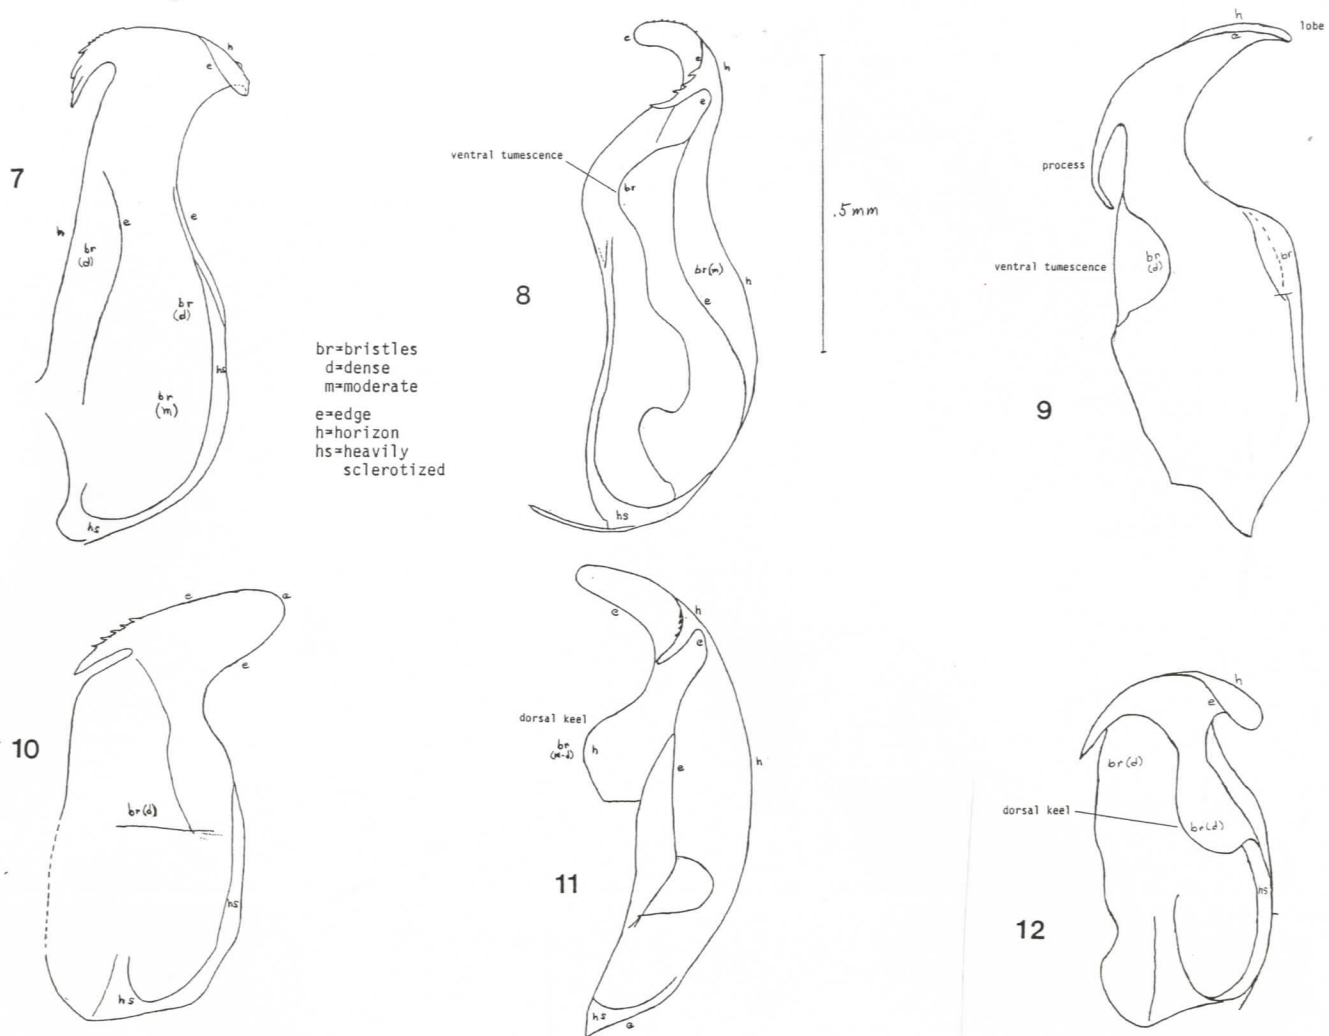 7
h
e
h
e
e
br
(d)
br
(d)
hs
br
(m)
hs
br=bristles
d=dense
m=moderate
e=edge
h=horizon
hs=heavily
sclerotized
8
e
e
h
e
ventral tumescence
br
br(m)
h
e
hs
.5mm
9
h
e
lobe
process
ventral tumescence
br
(d)
br
10
e
e
e
br(d)
hs
hs
11
e
h
e
dorsal keel
br
(m-d)
h
e
h
hs
e
12
h
e
br(d)
dorsal keel
br(d)
hs